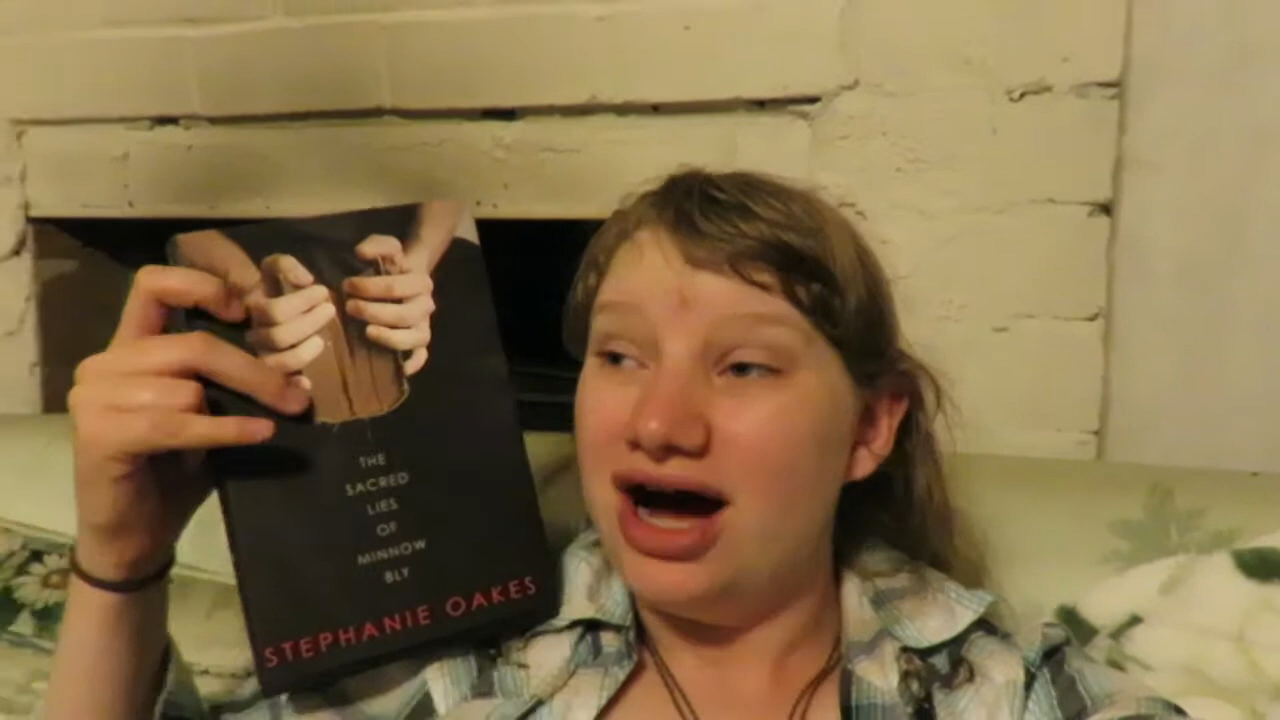 THE
SACRED
LIES
OF
MINNOW
BLY
STEPHANIE OAKES